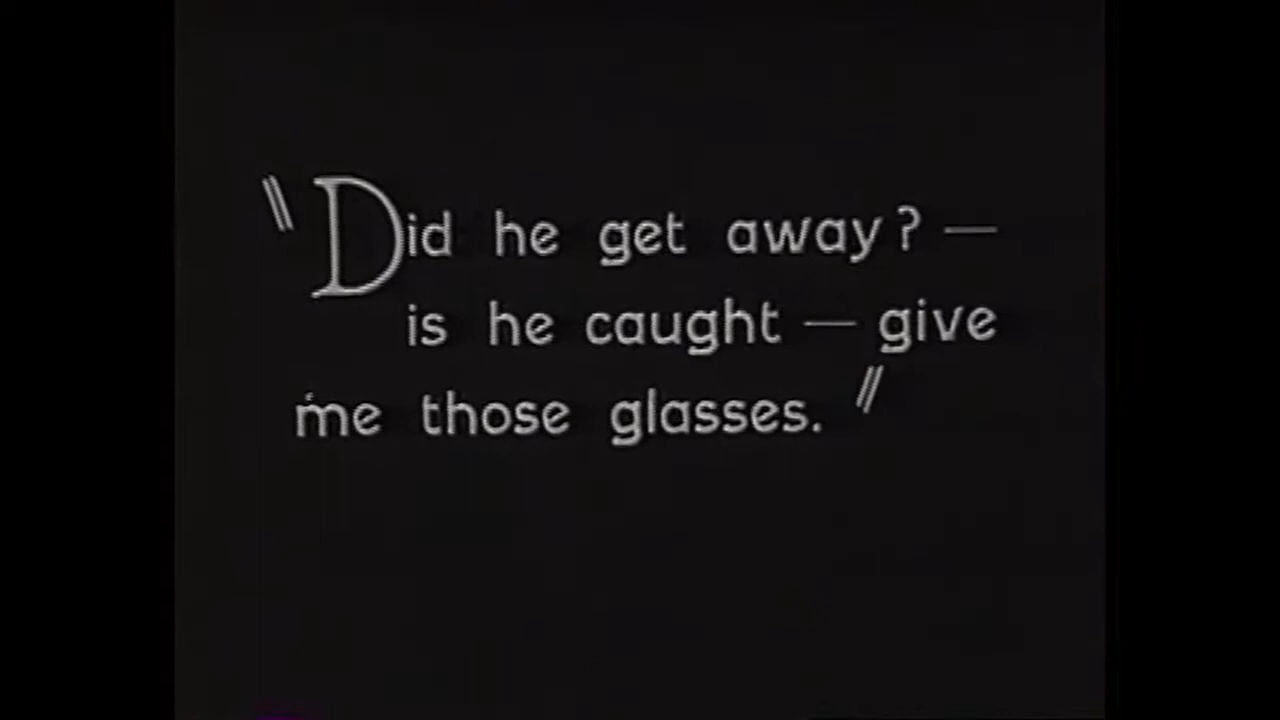 "Did he get away? —
is he caught — give
me those glasses."